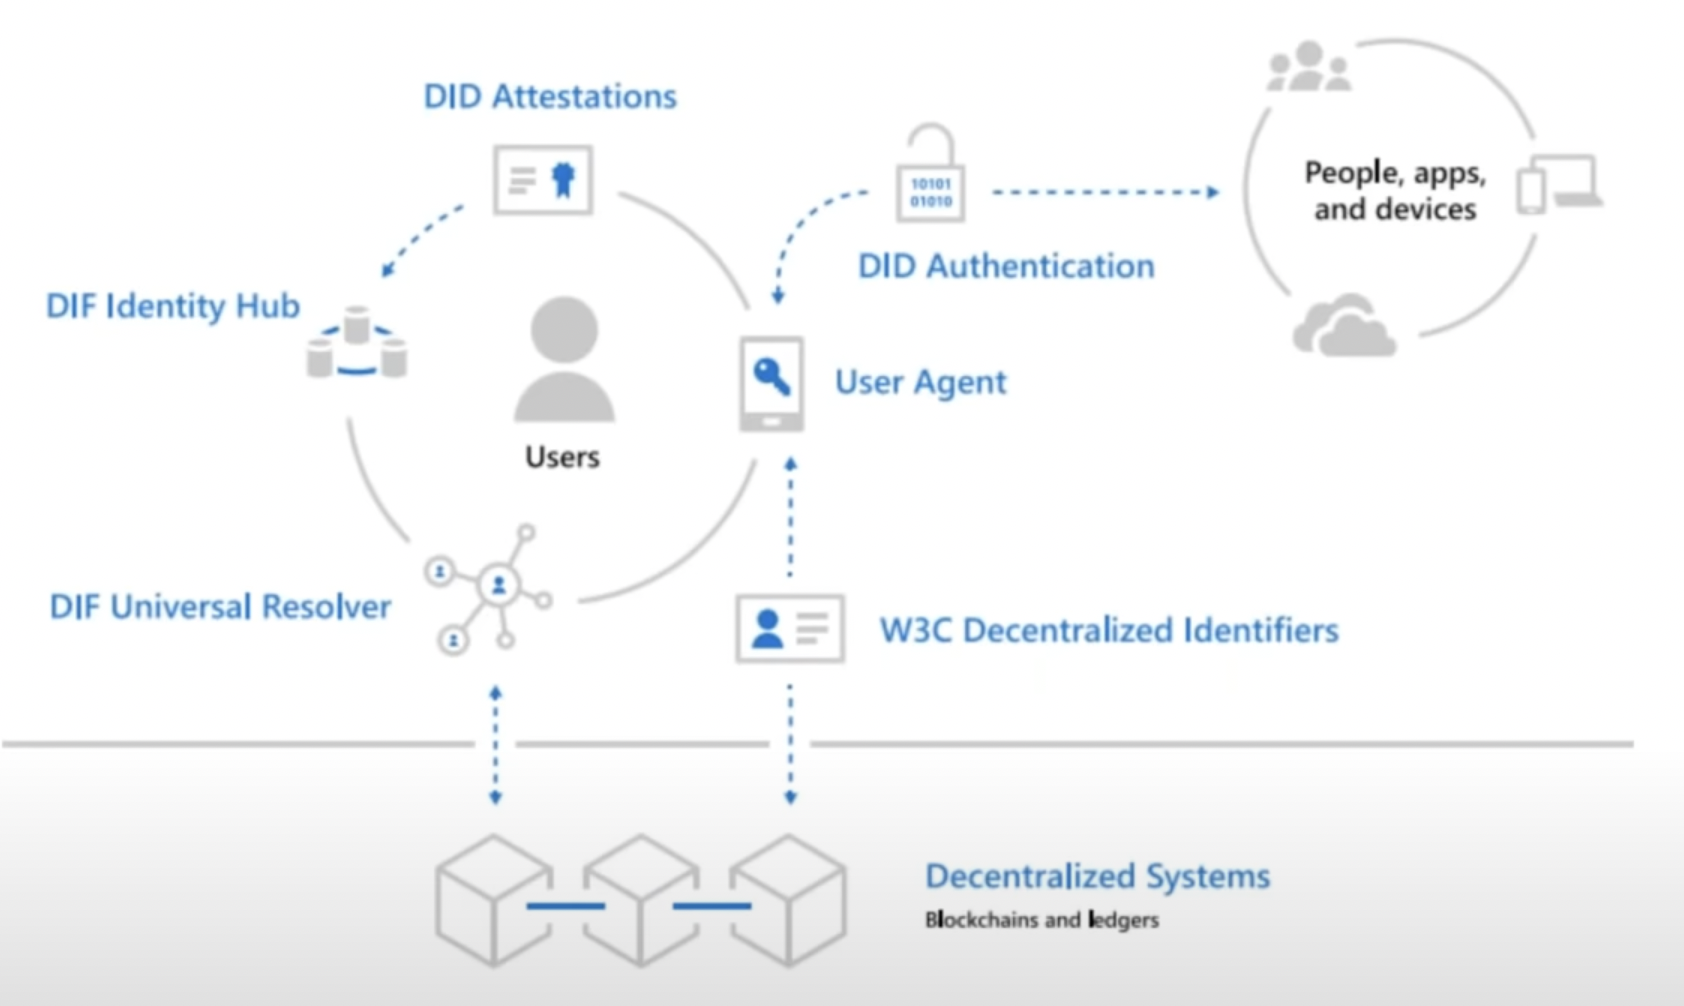 DID Attestations
10101
01010
People, apps,
and devices
DID Authentication
DIF Identity Hub
User Agent
Users
DIF Universal Resolver
W3C Decentralized Identifiers
Decentralized Systems
Blockchains and ledgers